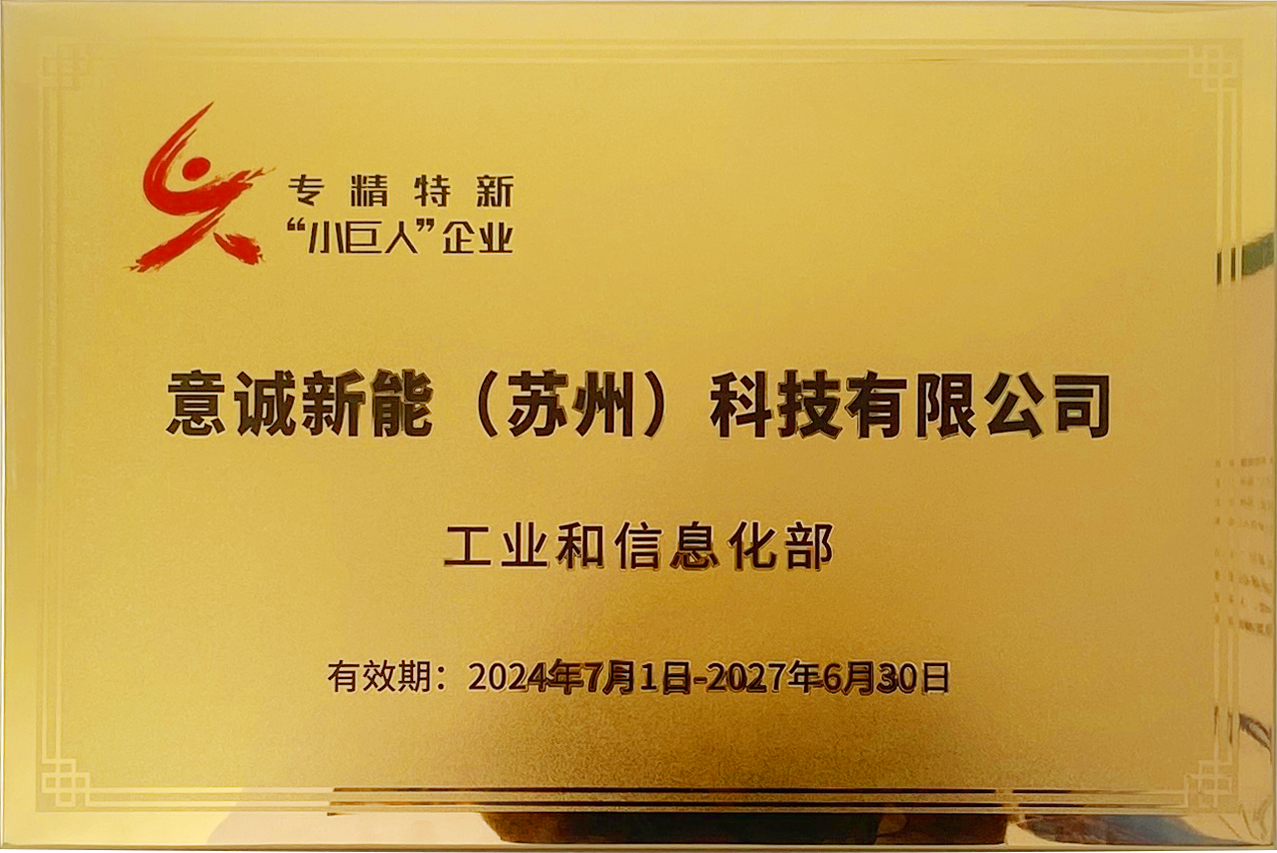 专精特新
“小巨人”企业
意诚新能（苏州）科技有限公司
工业和信息化部
有效期：2024年7月1日-2027年6月30日